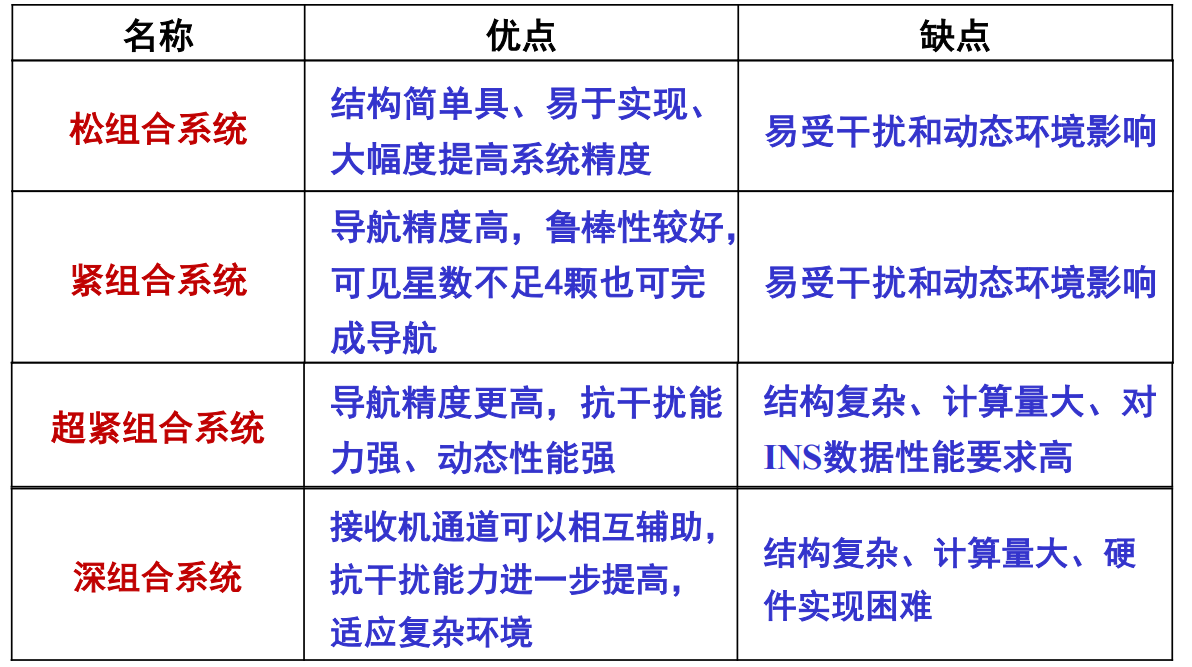 名称
优点
缺点
松组合系统
结构简单具、易于实现、
大幅度提高系统精度
易受干扰和动态环境影响
紧组合系统
导航精度高，鲁棒性较好，
可见星数不足4颗也可完
成导航
易受干扰和动态环境影响
超紧组合系统
导航精度更高，抗干扰能
力强、动态性能强
结构复杂、计算量大、对
INS数据性能要求高
深组合系统
接收机通道可以相互辅助，
抗干扰能力进一步提高，
适应复杂环境
结构复杂、计算量大、硬
件实现困难